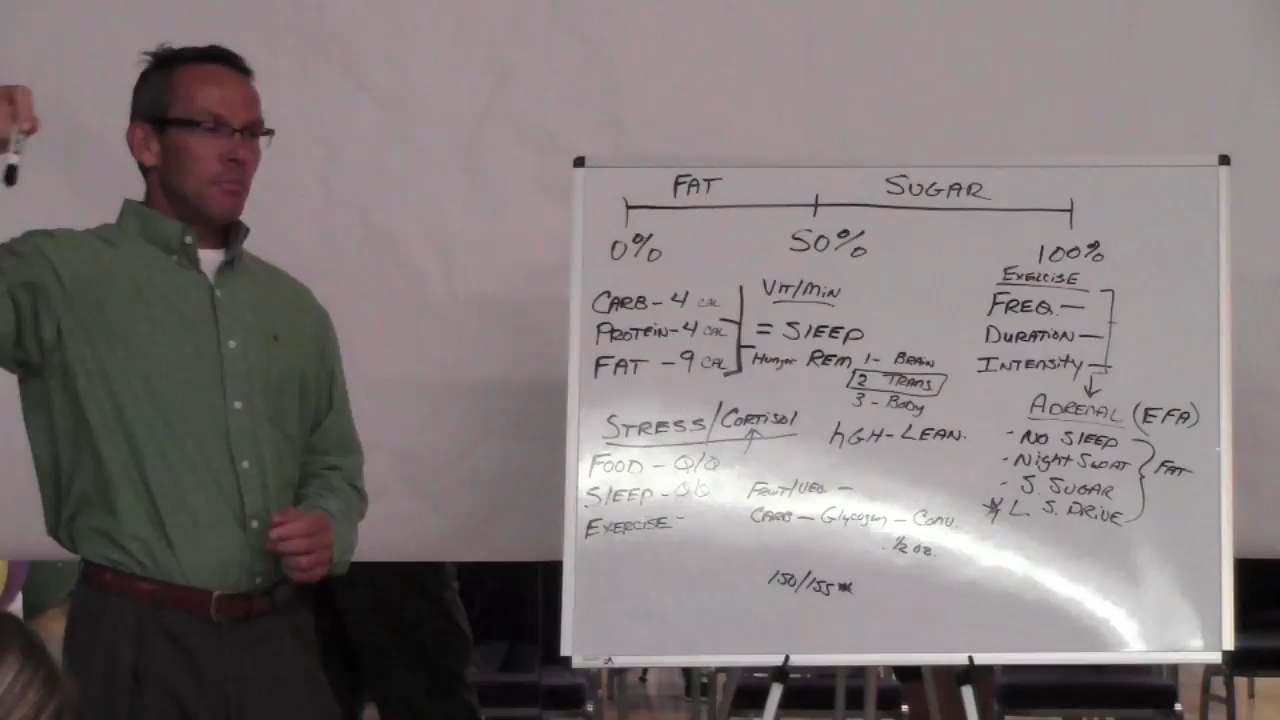 FAT SUGAR
0% 50% 100%
CARB - 4 CAL
PROTEIN - 4 CAL
FAT - 9 CAL
VIT/MIN
= SLEEP
Hunger REM 1 - BRAIN
2 TRANS
3 - Body
hGH - LEAN.
EXERCISE
FREQ. -
DURATION -
INTENSITY -
ADRENAL (EFA)
- NO SLEEP
- Night SWEAT
- S. SUGAR
* L. S. DRIVE
FAT
STRESS/CORTISOL
FOOD - Q/Q
SLEEP - Q/Q
EXERCISE -
FRUIT/VEG -
CARB - Glycogen - CONV.
1/2 oz.
150/155